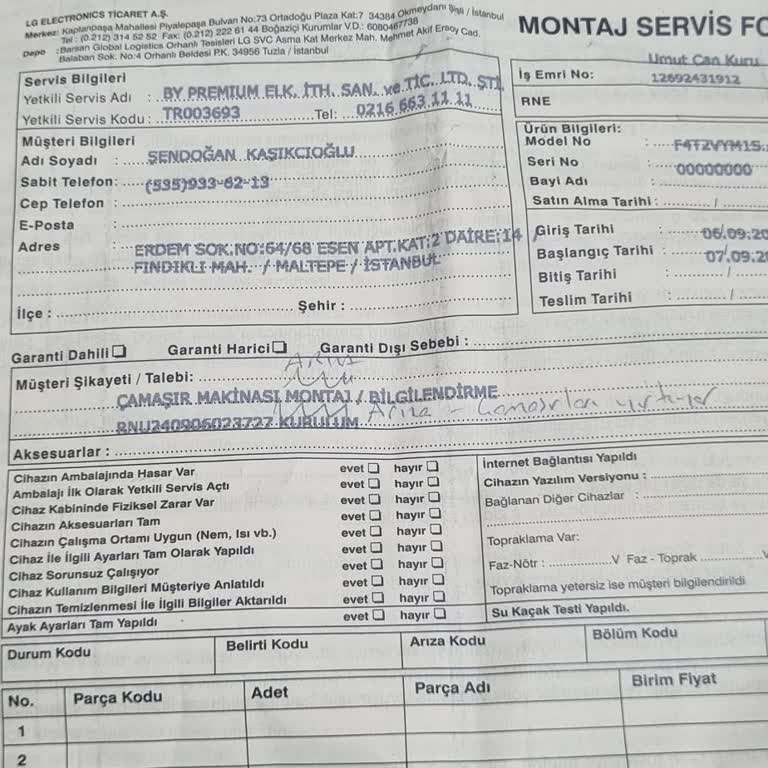 LG ELECTRONICS TİCARET A.Ş.
Merkez: Kaplanpaşa Mahallesi Piyalepaşa Bulvarı No:73 Ortadoğu Plaza Kat:7 34384 Okmeydanı Şişli / İstanbul
Tel : (0.212) 314 52 52 Fax: (0.212) 222 61 44 Boğaziçi Kurumlar V.D.: 6080467738
Depo : Barsan Global Logistics Orhanlı Tesisleri LG SVC Asma Kat Merkez Mah. Mehmet Akif Ersoy Cad.
Balaban Sok. No:4 Orhanlı Beldesi P.K. 34956 Tuzla / İstanbul
MONTAJ SERVİS FO
Umut Can Kuru
İş Emri No: 12692431912
RNE
Servis Bilgileri
Yetkili Servis Adı : BY PREMIUM ELK. İTH. SAN. ve TİC. LTD. ŞTİ.
Yetkili Servis Kodu : TR003693 Tel: 0216 663 11 11
Müşteri Bilgileri
Adı Soyadı : ŞENDOĞAN KAŞIKCIOĞLU
Sabit Telefon: (535)933-62-13
Cep Telefon :
E-Posta :
Adres : ERDEM SOK.NO:64/68 ESEN APT.KAT:2 DAİRE:14 /
FINDIKLI MAH. / MALTEPE / İSTANBUL
İlçe : Şehir :
Ürün Bilgileri:
Model No : F4T2VYM1S.
Seri No : 00000000
Bayi Adı :
Satın Alma Tarihi : /
Giriş Tarihi : 06.09.20
Başlangıç Tarihi : 07.09.20
Bitiş Tarihi : /
Teslim Tarihi : /
Garanti Dahili Garanti Harici Garanti Dışı Sebebi :
Müşteri Şikayeti / Talebi:
ÇAMAŞIR MAKİNASI MONTAJ / BİLGİLENDİRME
RNU240906023727 KURULUM Arıza - Çamaşırları yırtıyor
Aksesuarlar :
Cihazın Ambalajında Hasar Var evet hayır
Ambalajı İlk Olarak Yetkili Servis Açtı evet hayır
Cihaz Kabininde Fiziksel Zarar Var evet hayır
Cihazın Aksesuarları Tam evet hayır
Cihazın Çalışma Ortamı Uygun (Nem, Isı vb.) evet hayır
Cihaz İle İlgili Ayarları Tam Olarak Yapıldı evet hayır
Cihaz Sorunsuz Çalışıyor evet hayır
Cihaz Kullanım Bilgileri Müşteriye Anlatıldı evet hayır
Cihazın Temizlenmesi İle İlgili Bilgiler Aktarıldı evet hayır
Ayak Ayarları Tam Yapıldı evet hayır
İnternet Bağlantısı Yapıldı
Cihazın Yazılım Versiyonu :
Bağlanan Diğer Cihazlar :
Topraklama Var:
Faz-Nötr : V Faz - Toprak V
Topraklama yetersiz ise müşteri bilgilendirildi
Su Kaçak Testi Yapıldı.
Durum Kodu Belirti Kodu Arıza Kodu Bölüm Kodu
No. Parça Kodu Adet Parça Adı Birim Fiyat
1
2